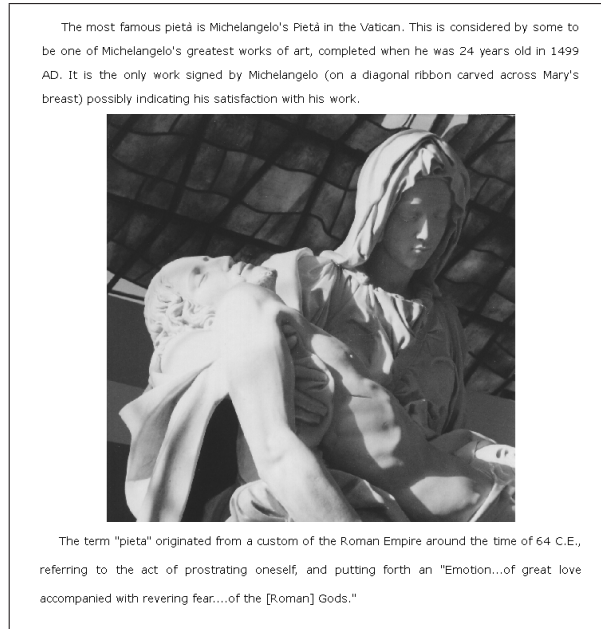 The most famous pietà is Michelangelo's Pietà in the Vatican. This is considered by some to
be one of Michelangelo's greatest works of art, completed when he was 24 years old in 1499
AD. It is the only work signed by Michelangelo (on a diagonal ribbon carved across Mary's
breast) possibly indicating his satisfaction with his work.
The term "pieta" originated from a custom of the Roman Empire around the time of 64 C.E.,
referring to the act of prostrating oneself, and putting forth an "Emotion...of great love
accompanied with revering fear....of the [Roman] Gods."